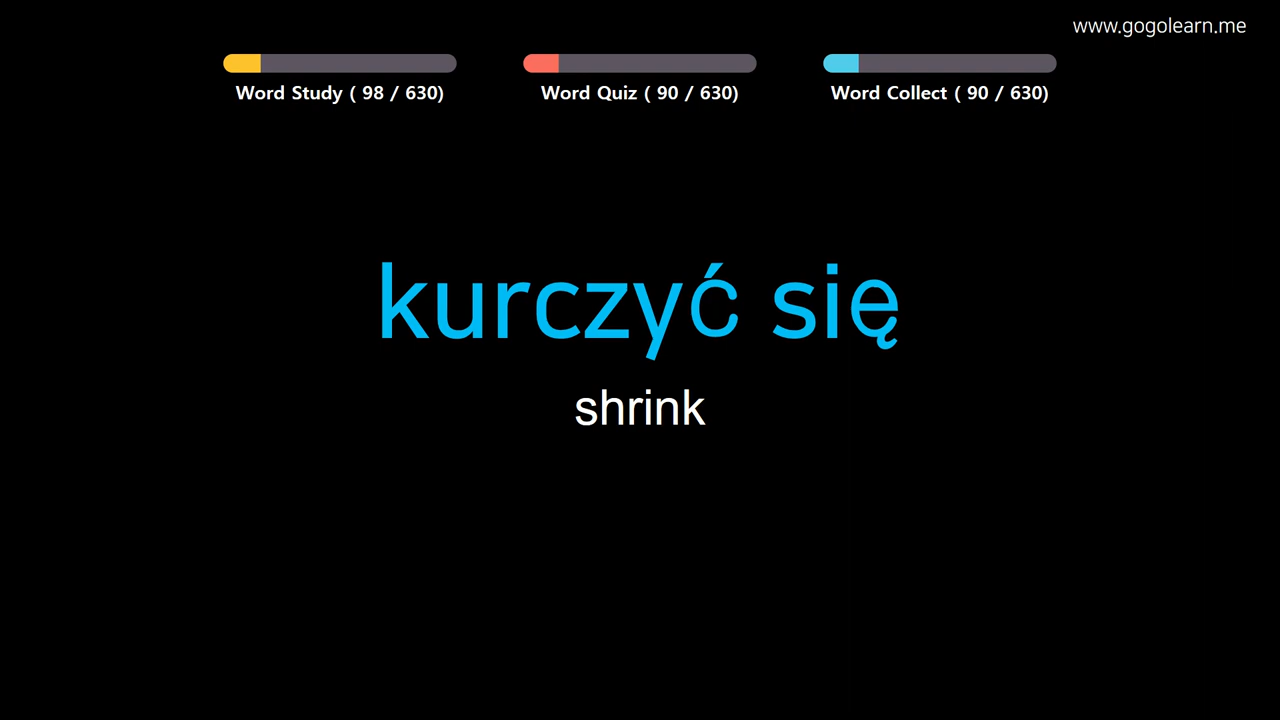 www.gogolearn.me
Word Study ( 98 / 630)
Word Quiz ( 90 / 630)
Word Collect ( 90 / 630)
kurczyć się
shrink